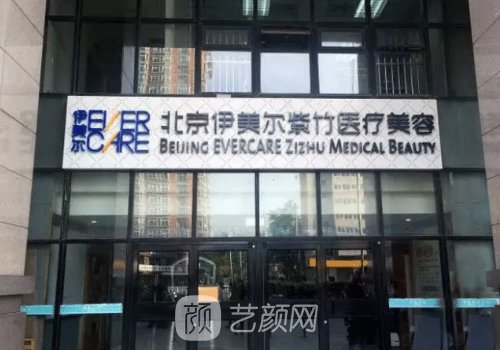 伊美尔 EVER CARE
北京伊美尔紫竹医疗美容
BEIJING EVERCARE ZIZHU MEDICAL BEAUTY
颜 艺颜网